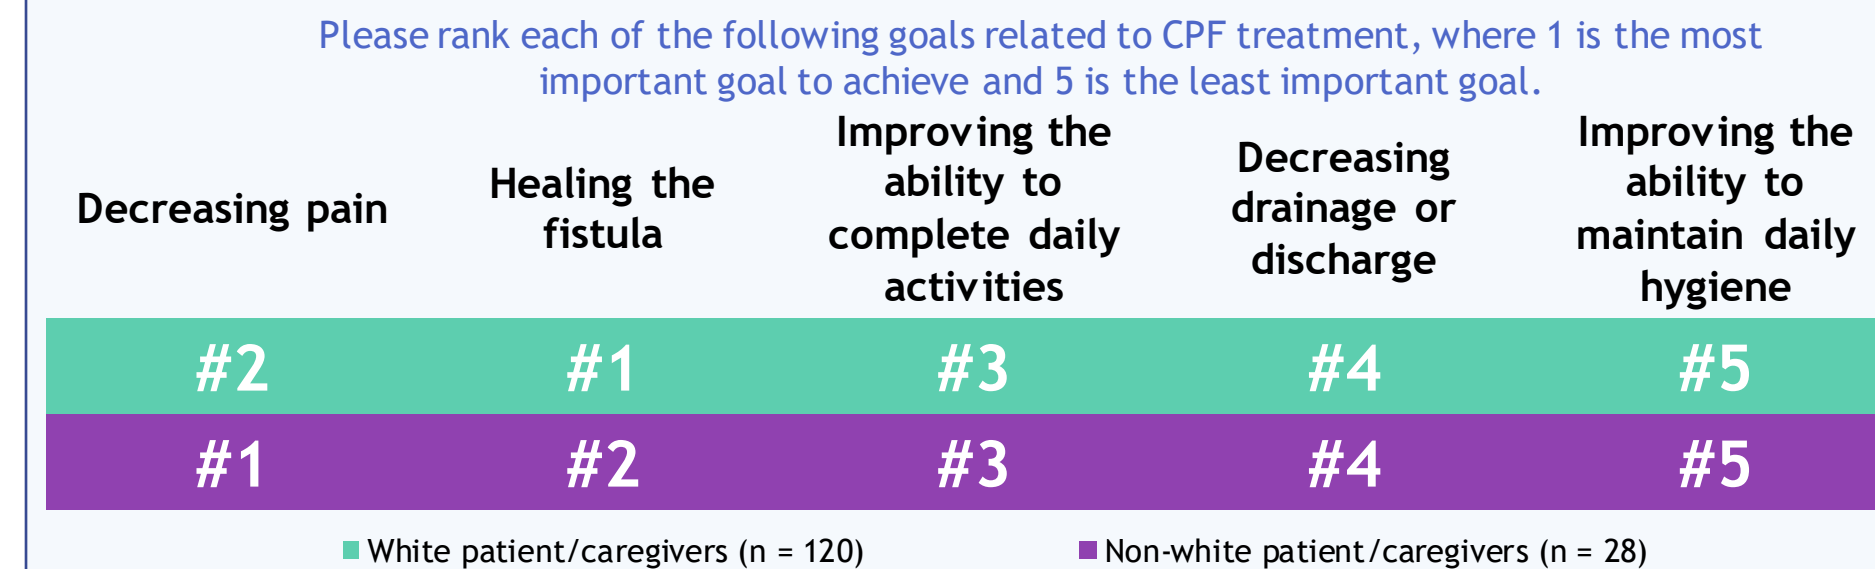 Please rank each of the following goals related to CPF treatment, where 1 is the most
important goal to achieve and 5 is the least important goal.
Decreasing pain
Healing the
fistula
Improving the
ability to
complete daily
activities
Decreasing
drainage or
discharge
Improving the
ability to
maintain daily
hygiene
#2 #1 #3 #4 #5
#1 #2 #3 #4 #5
White patient/caregivers (n = 120)
Non-white patient/caregivers (n = 28)